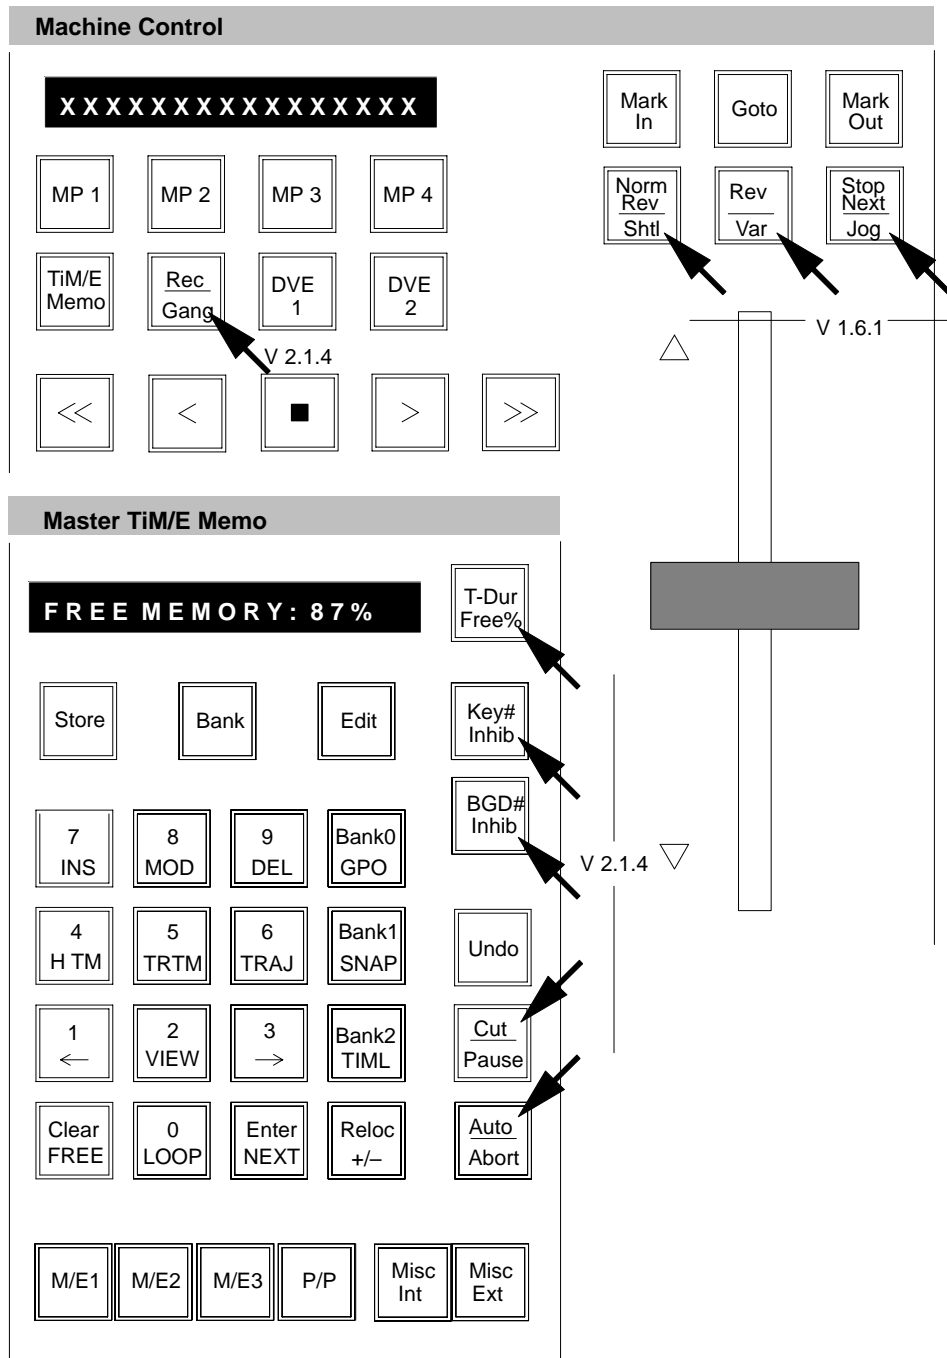 Machine Control
X X X X X X X X X X X X X X X X
Mark In
Goto
Mark Out
MP 1
MP 2
MP 3
MP 4
Norm Rev
Shtl
Rev
Var
Stop Next
Jog
TiM/E Memo
Rec
Gang
DVE 1
DVE 2
V 1.6.1
V 2.1.4
<<
<
■
>
>>
Master TiM/E Memo
FREE MEMORY: 87%
T-Dur Free%
Store
Bank
Edit
Key# Inhib
BGD# Inhib
7 INS
8 MOD
9 DEL
Bank0 GPO
V 2.1.4
4 H TM
5 TRTM
6 TRAJ
Bank1 SNAP
Undo
1 ←
2 VIEW
3 →
Bank2 TIML
Cut
Pause
Clear FREE
0 LOOP
Enter NEXT
Reloc +/–
Auto
Abort
M/E1
M/E2
M/E3
P/P
Misc Int
Misc Ext